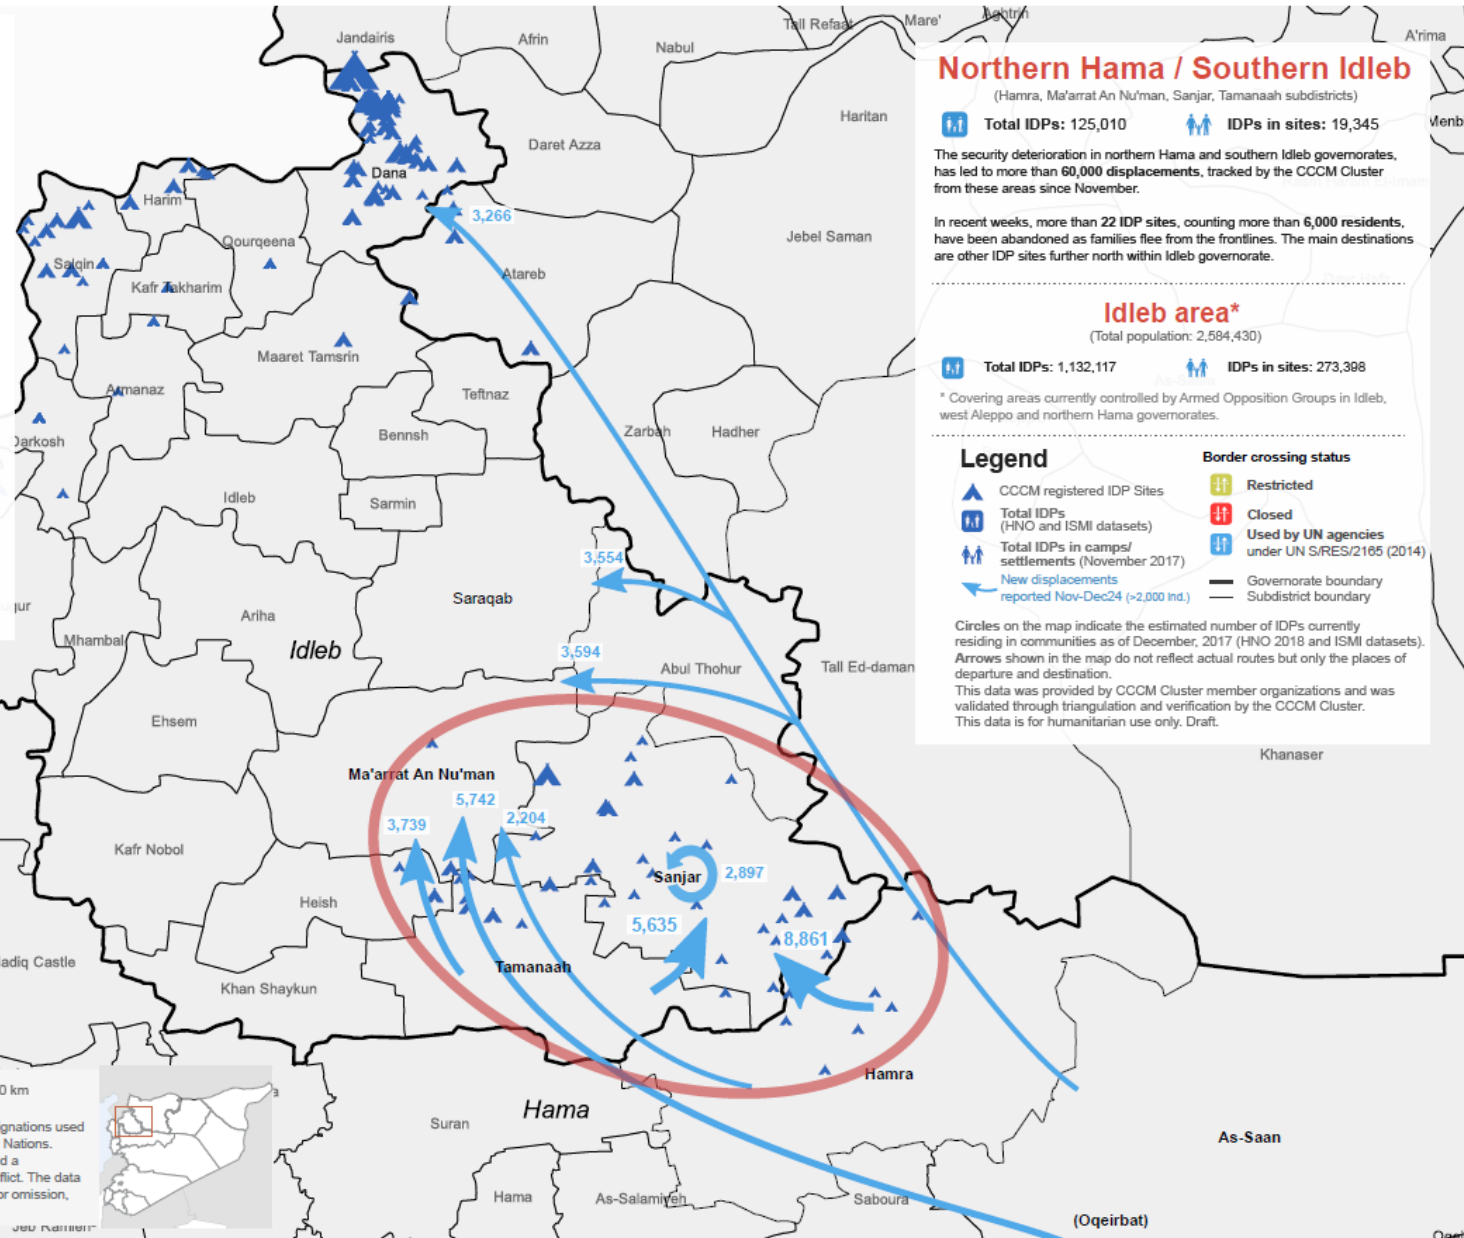 Jandairis
Afrin
Nabul
Tall Refaat
Mare'
Aghtrin
A'rima
Haritan
Daret Azza
Dana
Harim
Qourqeena
Salqin
Kafr Takharim
3,266
Atareb
Jebel Saman
Maaret Tamsrin
Armanaz
Teftnaz
Darkosh
Bennsh
Zarbah
Hadher
Idleb
Sarmin
3,554
Saraqab
Ariha
Mhambal
Idleb
3,594
Abul Thohur
Tall Ed-daman
Ehsem
Ma'arrat An Nu'man
5,742
3,739
2,204
Kafr Nobol
Sanjar
2,897
Heish
5,635
8,861
Tamanaah
Khan Shaykun
adiq Castle
Khanaser
Hamra
Hama
Suran
As-Saan
Hama
As-Salamiyeh
Saboura
(Oqeirbat)
Northern Hama / Southern Idleb
(Hamra, Ma'arrat An Nu'man, Sanjar, Tamanaah subdistricts)
Total IDPs: 125,010
IDPs in sites: 19,345
The security deterioration in northern Hama and southern Idleb governorates,
has led to more than 60,000 displacements, tracked by the CCCM Cluster
from these areas since November.
In recent weeks, more than 22 IDP sites, counting more than 6,000 residents,
have been abandoned as families flee from the frontlines. The main destinations
are other IDP sites further north within Idleb governorate.
Idleb area*
(Total population: 2,584,430)
Total IDPs: 1,132,117
IDPs in sites: 273,398
* Covering areas currently controlled by Armed Opposition Groups in Idleb,
west Aleppo and northern Hama governorates.
Legend
CCCM registered IDP Sites
Total IDPs
(HNO and ISMI datasets)
Total IDPs in camps/
settlements (November 2017)
New displacements
reported Nov-Dec24 (>2,000 Ind.)
Border crossing status
Restricted
Closed
Used by UN agencies
under UN S/RES/2165 (2014)
Governorate boundary
Subdistrict boundary
Circles on the map indicate the estimated number of IDPs currently
residing in communities as of December, 2017 (HNO 2018 and ISMI datasets).
Arrows shown in the map do not reflect actual routes but only the places of
departure and destination.
This data was provided by CCCM Cluster member organizations and was
validated through triangulation and verification by the CCCM Cluster.
This data is for humanitarian use only. Draft.
Menb
0 km
gnations used
Nations.
d a
flict. The data
or omission,